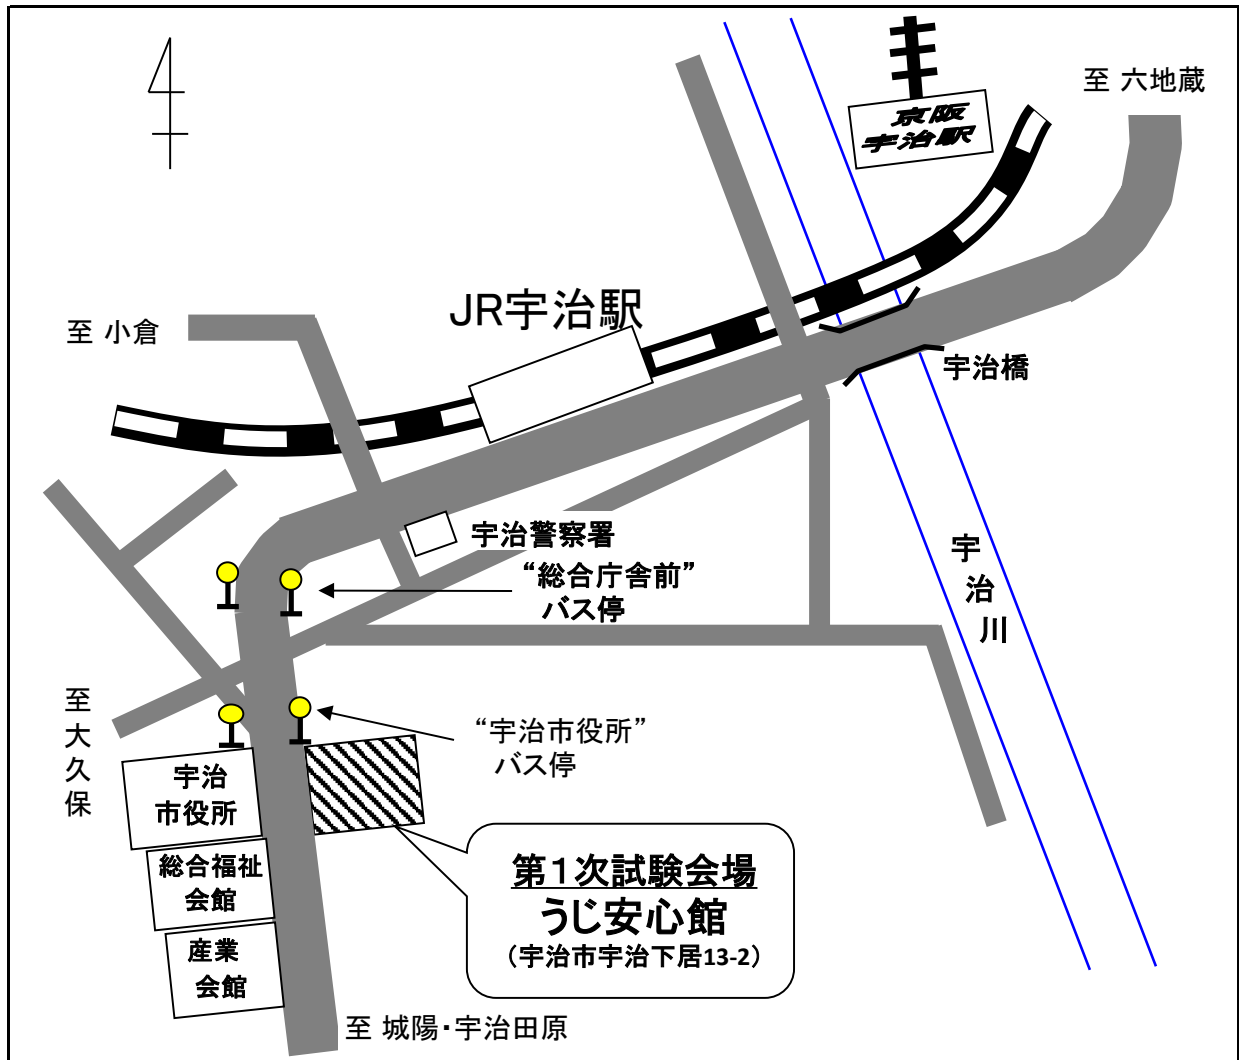 至 六地蔵
京阪
宇治駅
JR宇治駅
至 小倉
宇治橋
宇治警察署
“総合庁舎前”
バス停
宇治川
至大久保
“宇治市役所”
バス停
宇治
市役所
総合福祉
会館
産業
会館
第1次試験会場
うじ安心館
（宇治市宇治下居13-2）
至 城陽・宇治田原